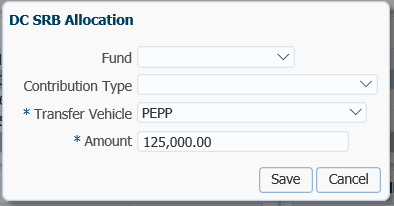 DC SRB Allocation
Fund
Contribution Type
* Transfer Vehicle PEPP
* Amount 125,000.00
Save Cancel